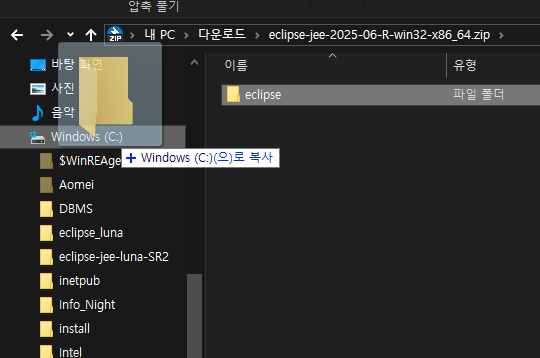 압축 풀기
ZIP
내 PC > 다운로드 > eclipse-jee-2025-06-R-win32-x86_64.zip
이름
유형
바탕 화면
사진
음악
Windows (C:)
$WinREAge
Aomei
DBMS
eclipse_luna
eclipse-jee-luna-SR2
inetpub
Info_Night
install
Intel
eclipse
파일 폴더
+ Windows (C:)(으)로 복사